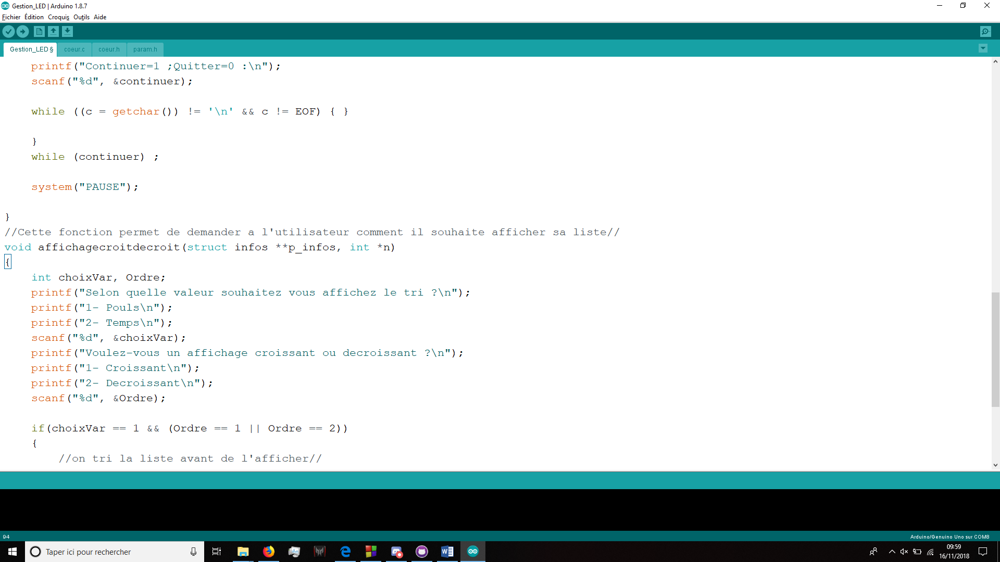 Gestion_LED | Arduino 1.8.7
Fichier Édition Croquis Outils Aide
Gestion_LED § coeur.c coeur.h param.h
printf("Continuer=1 ;Quitter=0 :\n");
scanf("%d", &continuer);
while ((c = getchar()) != '\n' && c != EOF) { }
}
while (continuer) ;
system("PAUSE");
}
//Cette fonction permet de demander a l'utilisateur comment il souhaite afficher sa liste//
void affichagecroitdecroit(struct infos **p_infos, int *n)
{
int choixVar, Ordre;
printf("Selon quelle valeur souhaitez vous affichez le tri ?\n");
printf("1- Pouls\n");
printf("2- Temps\n");
scanf("%d", &choixVar);
printf("Voulez-vous un affichage croissant ou decroissant ?\n");
printf("1- Croissant\n");
printf("2- Decroissant\n");
scanf("%d", &Ordre);
if(choixVar == 1 && (Ordre == 1 || Ordre == 2))
{
//on tri la liste avant de l'afficher//
94
Arduino/Genuino Uno sur COM8
Taper ici pour rechercher
09:59
16/11/2018